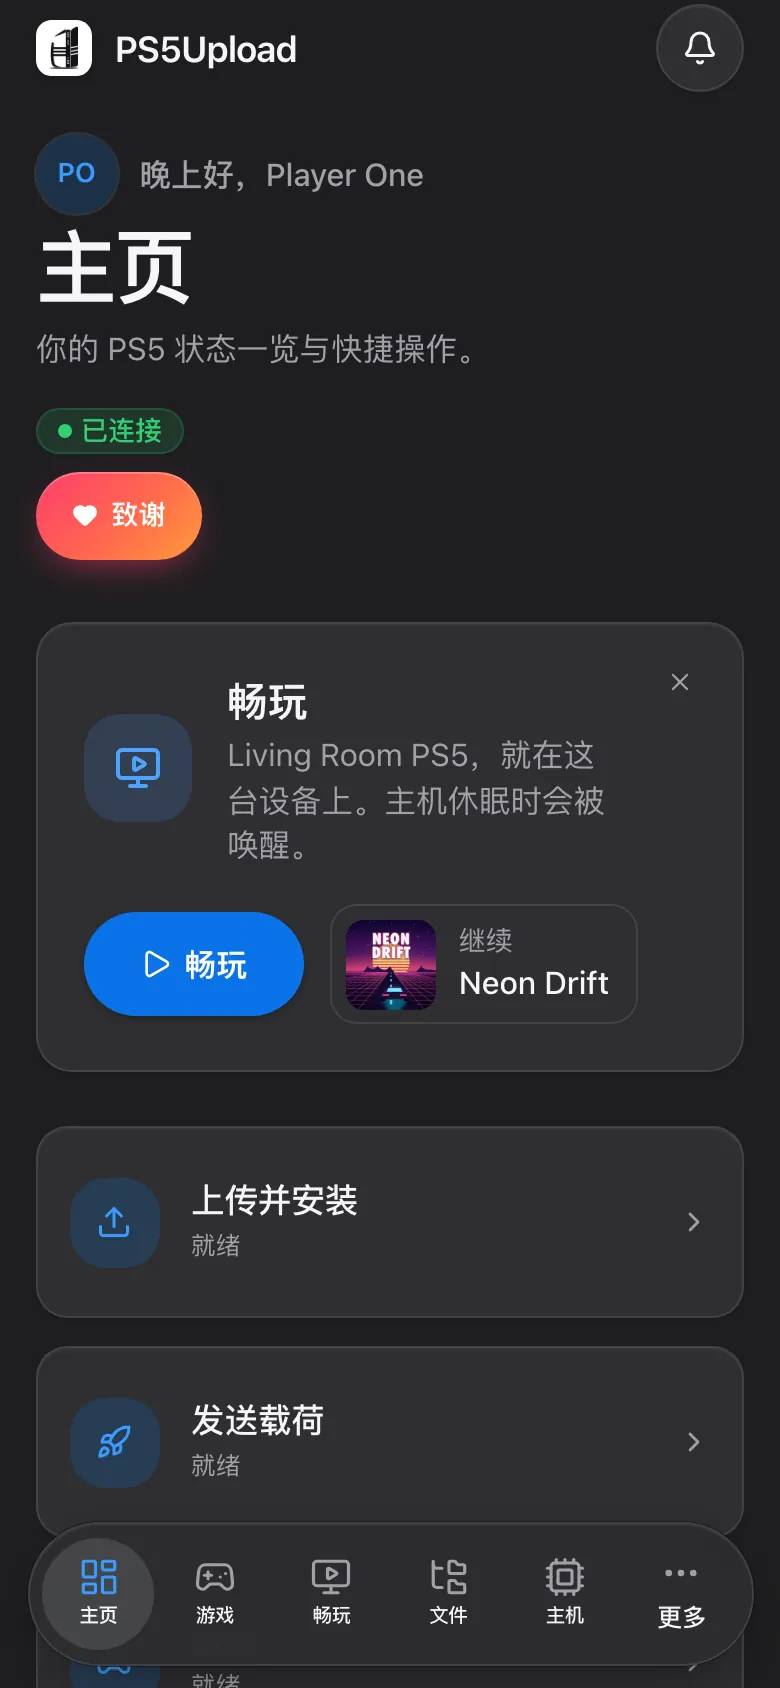 PS5Upload
PO
晚上好，Player One
主页
你的 PS5 状态一览与快捷操作。
已连接
致谢
畅玩
Living Room PS5，就在这
台设备上。主机休眠时会被
唤醒。
畅玩
NEON
DRIFT
继续
Neon Drift
上传并安装
就绪
发送载荷
就绪
主页
游戏
畅玩
文件
主机
更多
就绪